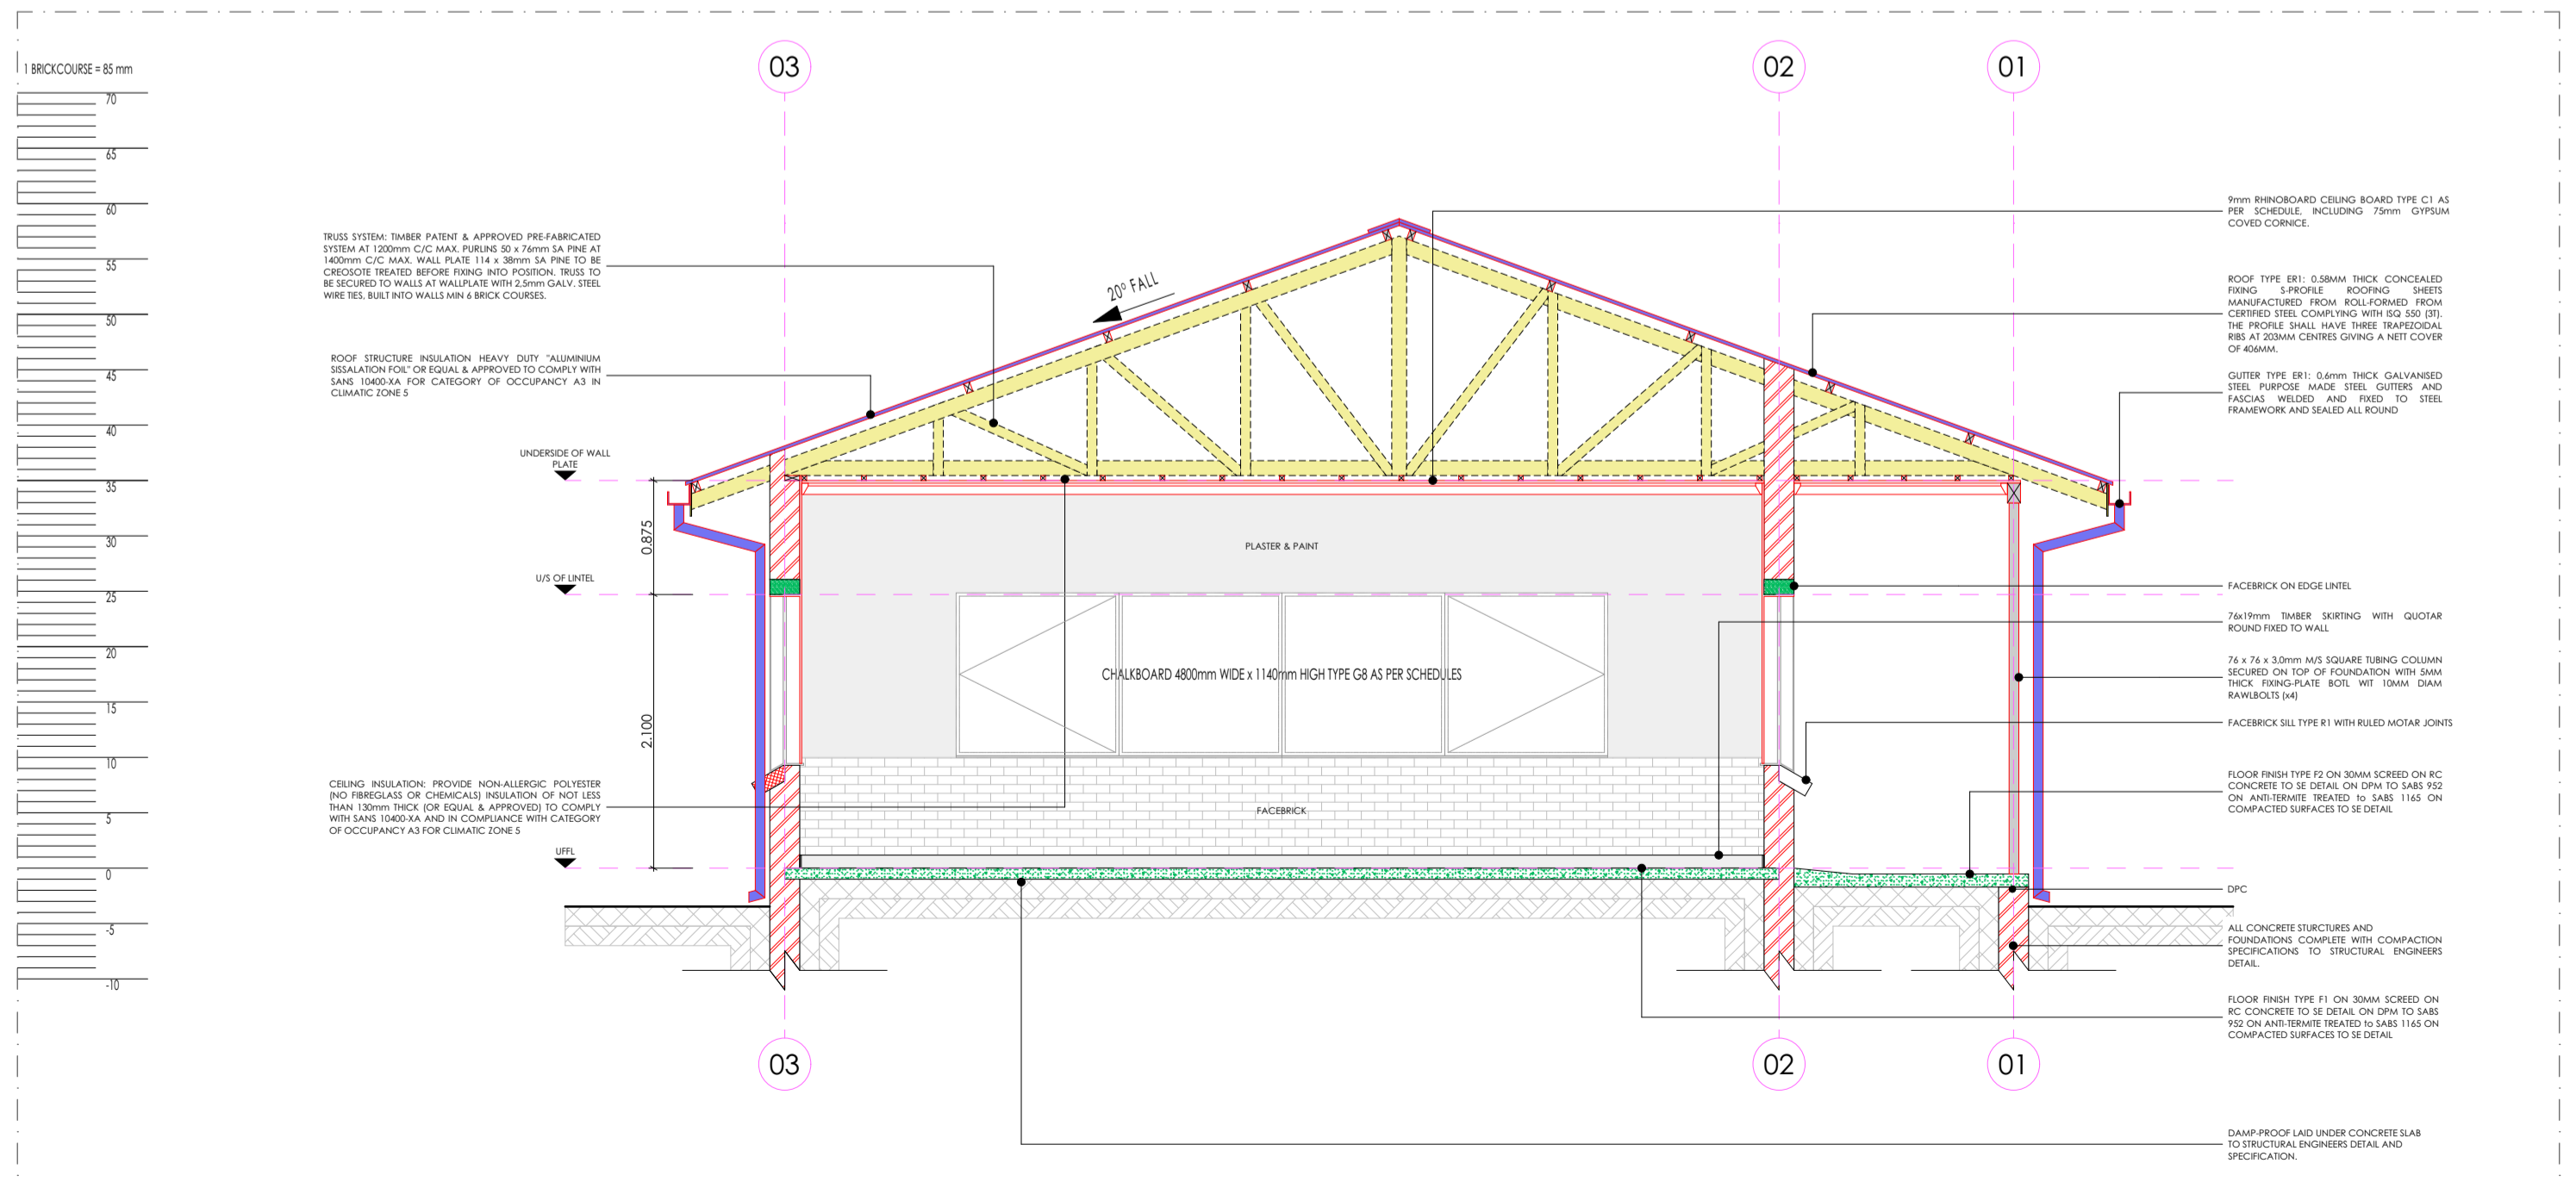 03
02
01
1 BRICKCOURSE = 85 mm
70
65
60
55
50
45
40
35
30
25
20
15
10
5
0
-5
-10
TRUSS SYSTEM: TIMBER PATENT & APPROVED PRE-FABRICATED
SYSTEM AT 1200mm C/C MAX. PURLINS 50 x 76mm SA PINE AT
1400mm C/C MAX. WALL PLATE 114 x 38mm SA PINE TO BE
CREOSOTE TREATED BEFORE FIXING INTO POSITION. TRUSS TO
BE SECURED TO WALLS AT WALLPLATE WITH 2,5mm GALV. STEEL
WIRE TIES, BUILT INTO WALLS MIN 6 BRICK COURSES.
ROOF STRUCTURE INSULATION HEAVY DUTY "ALUMINIUM
SISSALATION FOIL" OR EQUAL & APPROVED TO COMPLY WITH
SANS 10400-XA FOR CATEGORY OF OCCUPANCY A3 IN
CLIMATIC ZONE 5
UNDERSIDE OF WALL
PLATE
0.875
U/S OF LINTEL
2.100
CEILING INSULATION: PROVIDE NON-ALLERGIC POLYESTER
(NO FIBREGLASS OR CHEMICALS) INSULATION OF NOT LESS
THAN 130mm THICK (OR EQUAL & APPROVED) TO COMPLY
WITH SANS 10400-XA AND IN COMPLIANCE WITH CATEGORY
OF OCCUPANCY A3 FOR CLIMATIC ZONE 5
UFFL
20° FALL
PLASTER & PAINT
CHALKBOARD 4800mm WIDE x 1140mm HIGH TYPE G8 AS PER SCHEDULES
FACEBRICK
9mm RHINOBOARD CEILING BOARD TYPE C1 AS
PER SCHEDULE, INCLUDING 75mm GYPSUM
COVED CORNICE.
ROOF TYPE ER1: 0,58MM THICK CONCEALED
FIXING S-PROFILE ROOFING SHEETS
MANUFACTURED FROM ROLL-FORMED FROM
CERTIFIED STEEL COMPLYING WITH ISQ 550 (3T).
THE PROFILE SHALL HAVE THREE TRAPEZOIDAL
RIBS AT 203MM CENTRES GIVING A NETT COVER
OF 406MM.
GUTTER TYPE ER1: 0,6mm THICK GALVANISED
STEEL PURPOSE MADE STEEL GUTTERS AND
FASCIAS WELDED AND FIXED TO STEEL
FRAMEWORK AND SEALED ALL ROUND
FACEBRICK ON EDGE LINTEL
76x19mm TIMBER SKIRTING WITH QUOTAR
ROUND FIXED TO WALL
76 x 76 x 3,0mm M/S SQUARE TUBING COLUMN
SECURED ON TOP OF FOUNDATION WITH 5MM
THICK FIXING-PLATE BOTL WIT 10MM DIAM
RAWLBOLTS (x4)
FACEBRICK SILL TYPE R1 WITH RULED MOTAR JOINTS
FLOOR FINISH TYPE F2 ON 30MM SCREED ON RC
CONCRETE TO SE DETAIL ON DPM TO SABS 952
ON ANTI-TERMITE TREATED to SABS 1165 ON
COMPACTED SURFACES TO SE DETAIL
DPC
ALL CONCRETE STURCTURES AND
FOUNDATIONS COMPLETE WITH COMPACTION
SPECIFICATIONS TO STRUCTURAL ENGINEERS
DETAIL.
FLOOR FINISH TYPE F1 ON 30MM SCREED ON
RC CONCRETE TO SE DETAIL ON DPM TO SABS
952 ON ANTI-TERMITE TREATED to SABS 1165 ON
COMPACTED SURFACES TO SE DETAIL
03
02
01
DAMP-PROOF LAID UNDER CONCRETE SLAB
TO STRUCTURAL ENGINEERS DETAIL AND
SPECIFICATION.